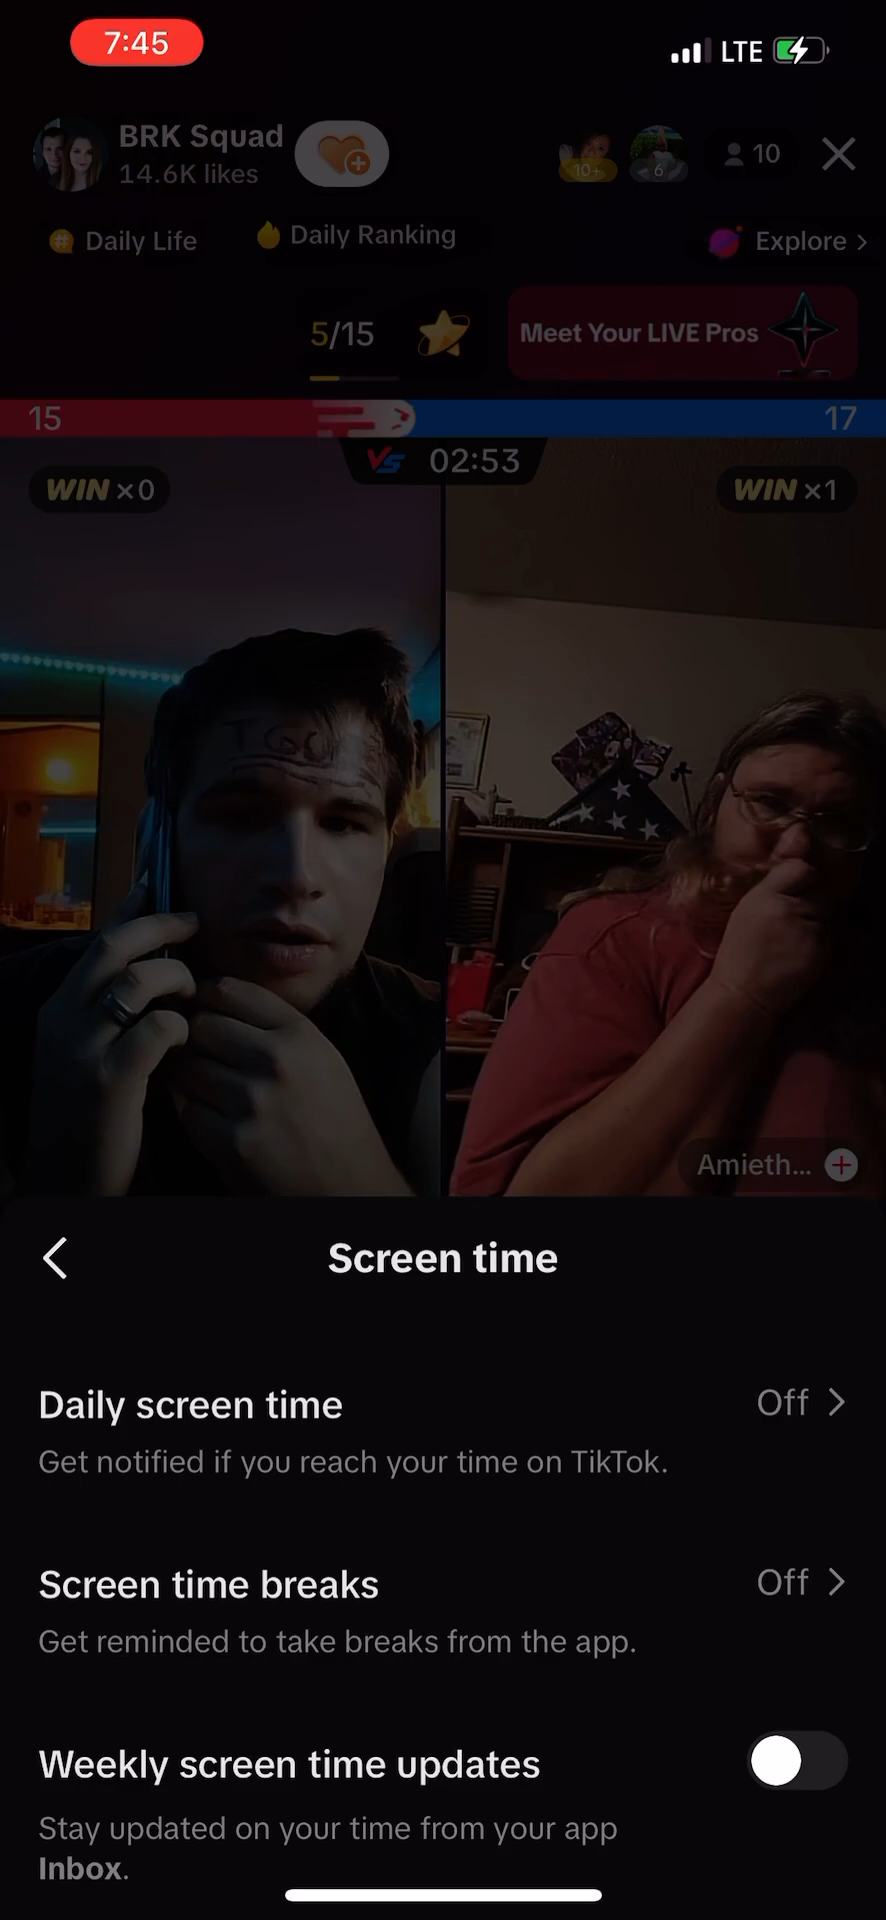 7:45
LTE
BRK Squad
14.6K likes
10+
6
10
Daily Life
Daily Ranking
Explore >
5/15
Meet Your LIVE Pros
15
17
VS 02:53
WIN ×0
WIN ×1
Amieth...
Screen time
Daily screen time
Off
Get notified if you reach your time on TikTok.
Screen time breaks
Off
Get reminded to take breaks from the app.
Weekly screen time updates
Stay updated on your time from your app
Inbox.